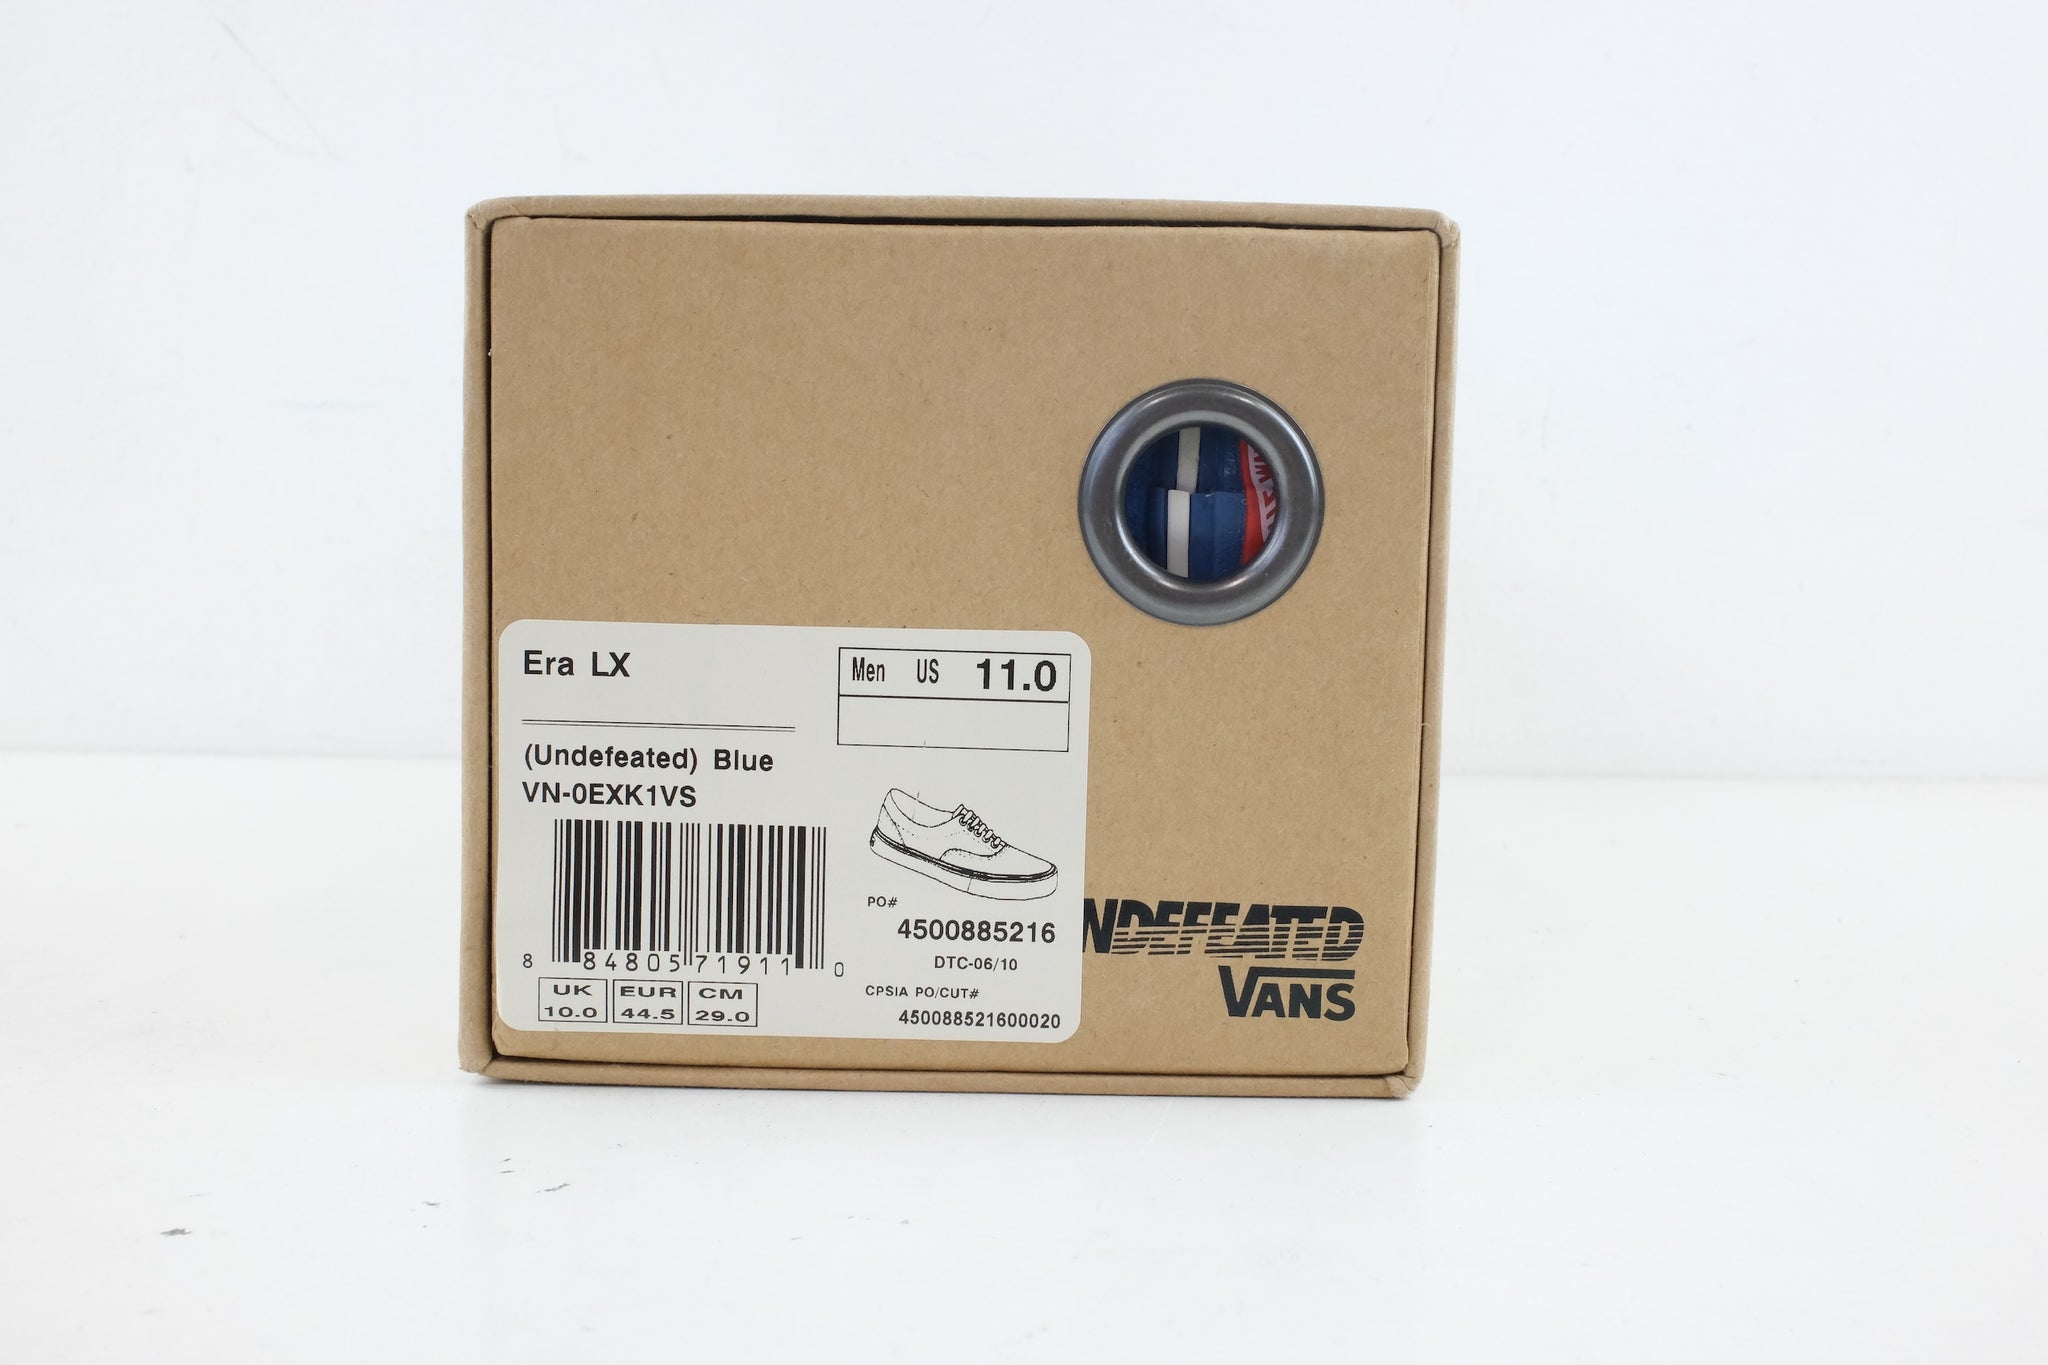 Era LX
Men US 11.0
(Undefeated) Blue
VN-0EXK1VS
8 84805 71911 0
PO#
4500885216
DTC-06/10
CPSIA PO/CUT#
450088521600020
UK EUR CM
10.0 44.5 29.0
NDEFEATED
VANS